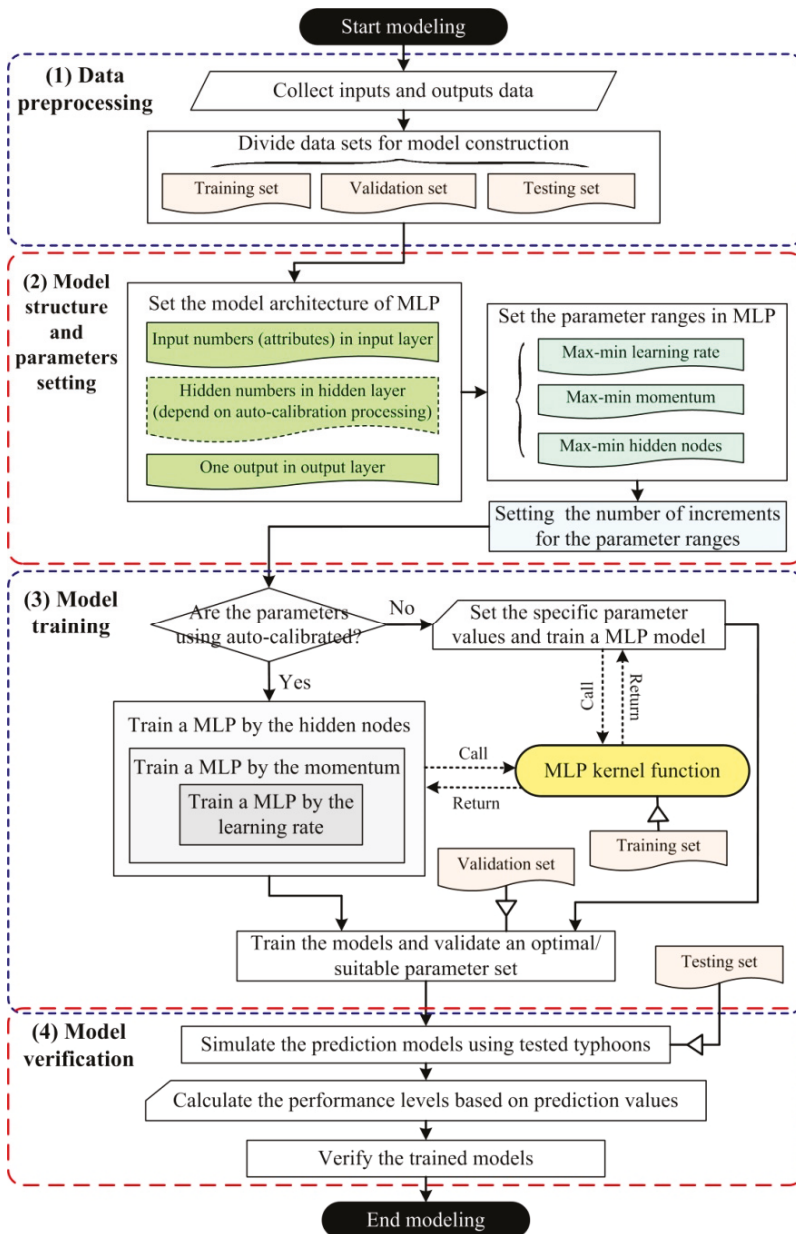 Start modeling
(1) Data
preprocessing
Collect inputs and outputs data
Divide data sets for model construction
Training set
Validation set
Testing set
(2) Model
structure
and
parameters
setting
Set the model architecture of MLP
Input numbers (attributes) in input layer
Hidden numbers in hidden layer
(depend on auto-calibration processing)
One output in output layer
Set the parameter ranges in MLP
Max-min learning rate
Max-min momentum
Max-min hidden nodes
Setting the number of increments
for the parameter ranges
(3) Model
training
Are the parameters
using auto-calibrated?
No
Set the specific parameter
values and train a MLP model
Yes
Call
Return
Train a MLP by the hidden nodes
Train a MLP by the momentum
Train a MLP by the
learning rate
Call
Return
MLP kernel function
Training set
Validation set
Train the models and validate an optimal/
suitable parameter set
Testing set
(4) Model
verification
Simulate the prediction models using tested typhoons
Calculate the performance levels based on prediction values
Verify the trained models
End modeling